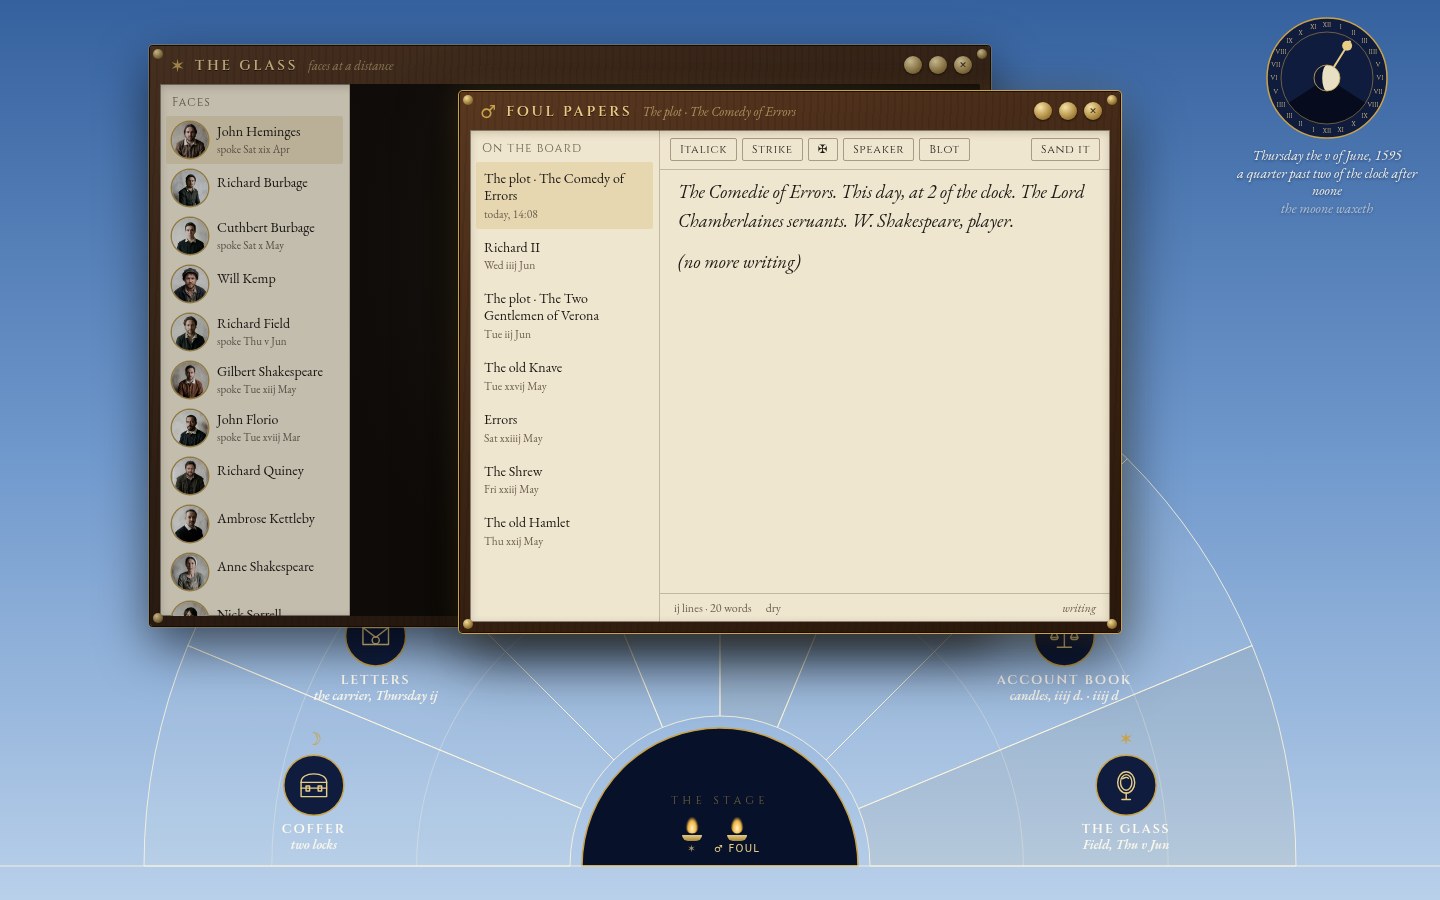 THE GLASS faces at a distance
FACES
John Heminges
spoke Sat xix Apr
Richard Burbage
Cuthbert Burbage
spoke Sat x May
Will Kemp
Richard Field
spoke Thu v Jun
Gilbert Shakespeare
spoke Tue xiij May
John Florio
spoke Tue xviij Mar
Richard Quiney
Ambrose Kettleby
Anne Shakespeare
Nick Sorrell
FOUL PAPERS The plot · The Comedy of Errors
ON THE BOARD
The plot · The Comedy of
Errors
today, 14:08
Richard II
Wed iiij Jun
The plot · The Two
Gentlemen of Verona
Tue iij Jun
The old Knave
Tue xxvij May
Errors
Sat xxiiij May
The Shrew
Fri xxiij May
The old Hamlet
Thu xxij May
ITALICK STRIKE ✠ SPEAKER BLOT SAND IT
The Comedie of Errors. This day, at 2 of the clock. The Lord
Chamberlaines seruants. W. Shakespeare, player.
(no more writing)
ij lines · 20 words dry writing
Thursday the v of June, 1595
a quarter past two of the clock after
noone
the moone waxeth
LETTERS
the carrier, Thursday ij
COFFER
two locks
THE STAGE
FOUL
ACCOUNT BOOK
candles, iiij d. · iiij d
THE GLASS
Field, Thu v Jun